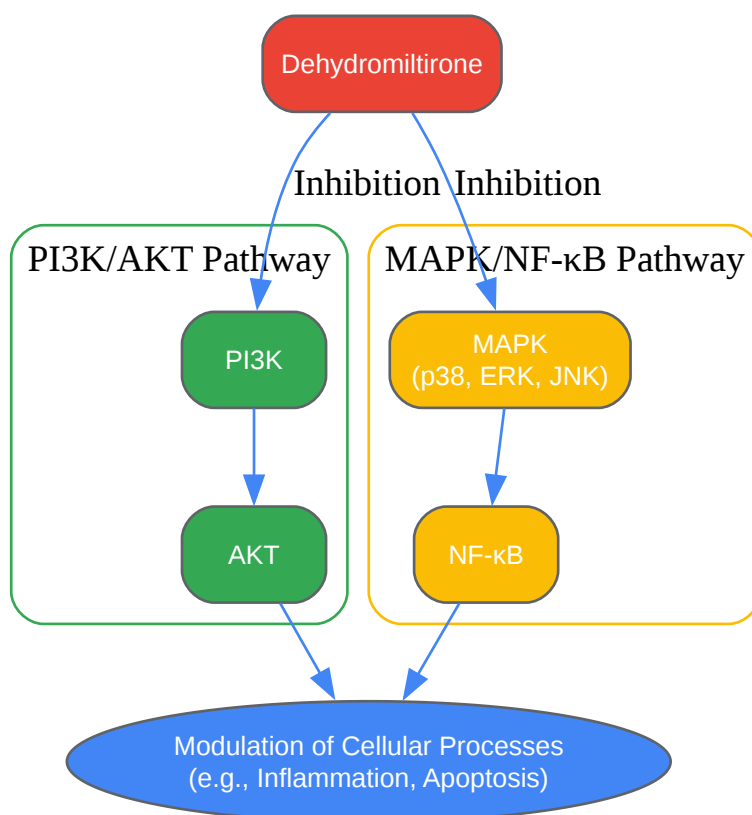 Dehydromiltirone
Inhibition Inhibition
PI3K/AKT Pathway
MAPK/NF-κB Pathway
PI3K
MAPK
(p38, ERK, JNK)
AKT
NF-κB
Modulation of Cellular Processes
(e.g., Inflammation, Apoptosis)